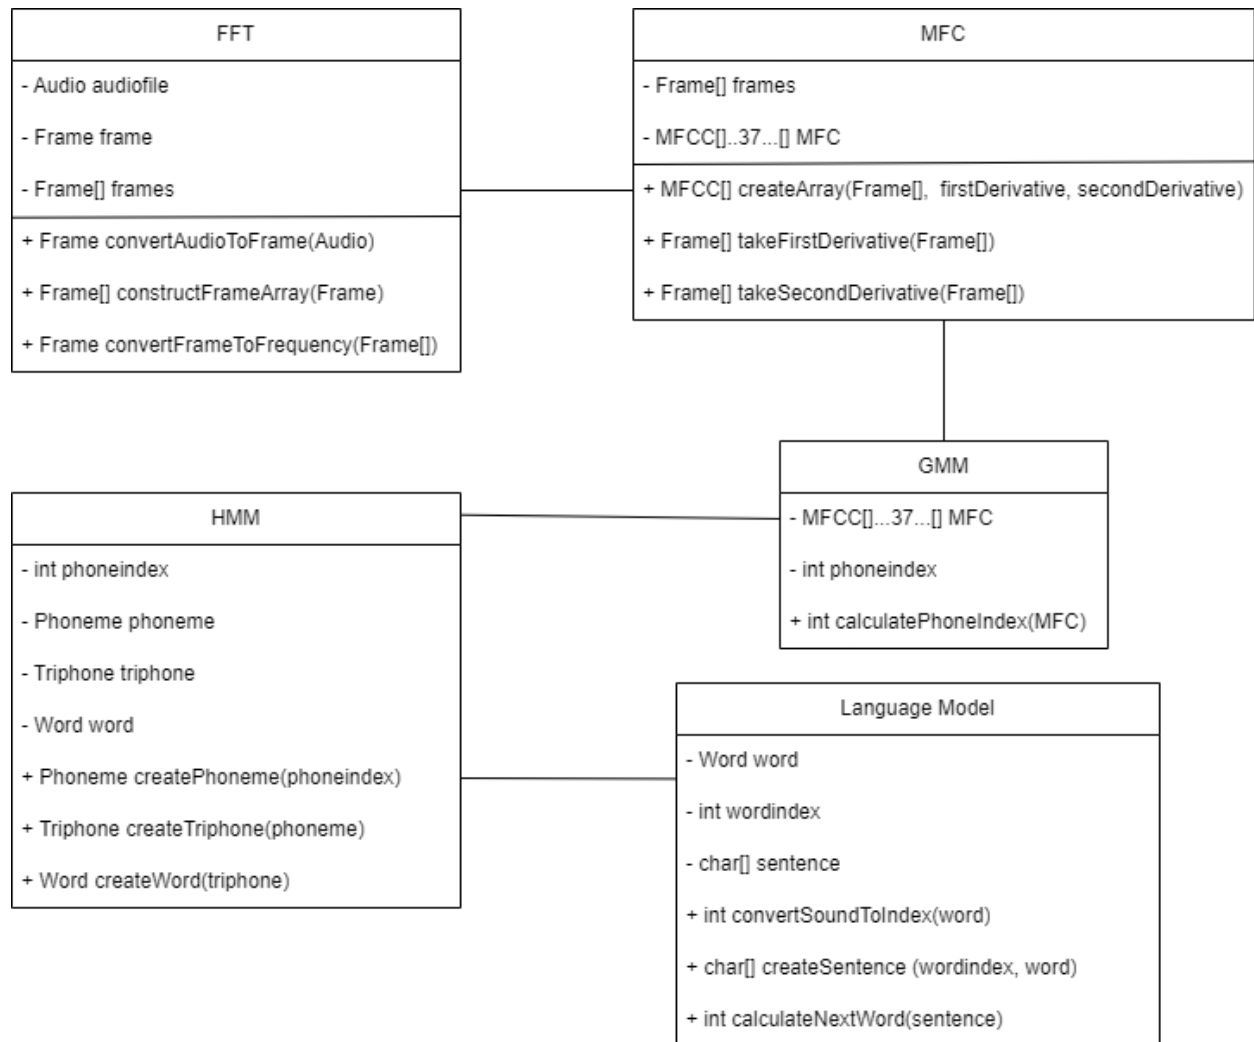 FFT
- Audio audiofile
- Frame frame
- Frame[] frames
+ Frame convertAudioToFrame(Audio)
+ Frame[] constructFrameArray(Frame)
+ Frame convertFrameToFrequency(Frame[])
MFC
- Frame[] frames
- MFCC[]..37...[] MFC
+ MFCC[] createArray(Frame[], firstDerivative, secondDerivative)
+ Frame[] takeFirstDerivative(Frame[])
+ Frame[] takeSecondDerivative(Frame[])
GMM
- MFCC[]...37...[] MFC
- int phoneindex
+ int calculatePhoneIndex(MFC)
HMM
- int phoneindex
- Phoneme phoneme
- Triphone triphone
- Word word
+ Phoneme createPhoneme(phoneindex)
+ Triphone createTriphone(phoneme)
+ Word createWord(triphone)
Language Model
- Word word
- int wordindex
- char[] sentence
+ int convertSoundToIndex(word)
+ char[] createSentence (wordindex, word)
+ int calculateNextWord(sentence)